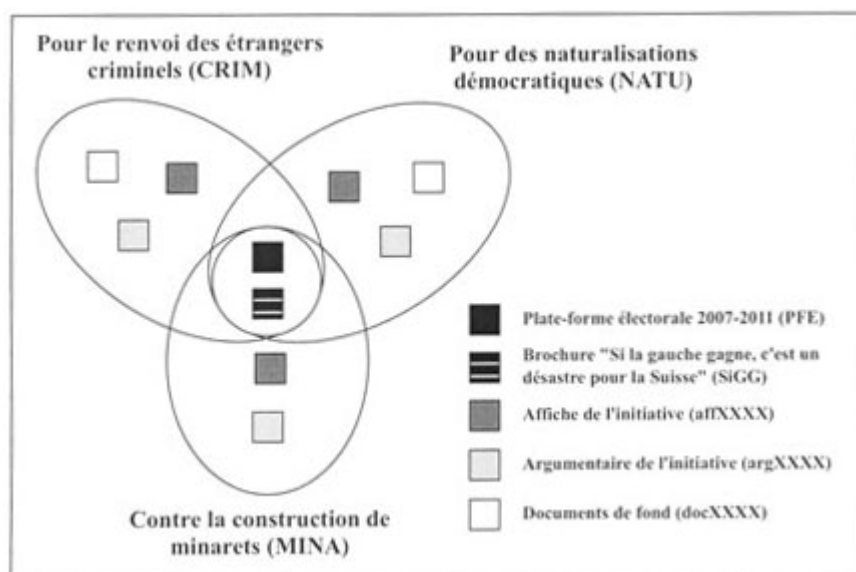 Pour le renvoi des étrangers
criminels (CRIM)
Pour des naturalisations
démocratiques (NATU)
Plate-forme électorale 2007-2011 (PFE)
Brochure "Si la gauche gagne, c'est un
désastre pour la Suisse" (SiGG)
Affiche de l'initiative (affXXXX)
Argumentaire de l'initiative (argXXXX)
Documents de fond (docXXXX)
Contre la construction de
minarets (MINA)